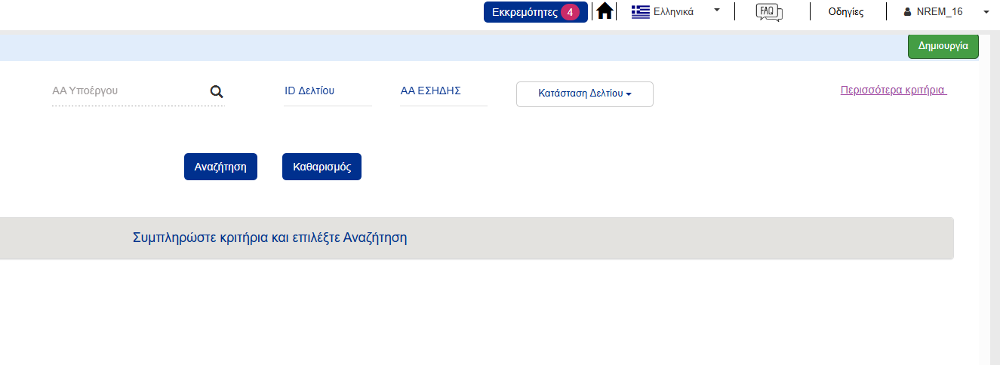 Εκκρεμότητες 4 Ελληνικά FAQ Οδηγίες NREM_16
Δημιουργία
ΑΑ Υποέργου ID Δελτίου ΑΑ ΕΣΗΔΗΣ Κατάσταση Δελτίου Περισσότερα κριτήρια
Αναζήτηση Καθαρισμός
Συμπληρώστε κριτήρια και επιλέξτε Αναζήτηση